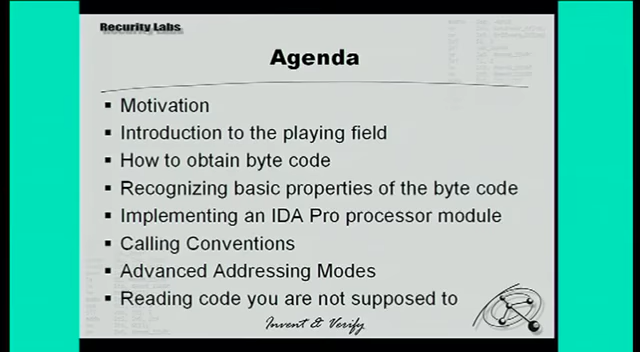 Recurity Labs
Agenda
Motivation
Introduction to the playing field
How to obtain byte code
Recognizing basic properties of the byte code
Implementing an IDA Pro processor module
Calling Conventions
Advanced Addressing Modes
Reading code you are not supposed to
Invent & Verify